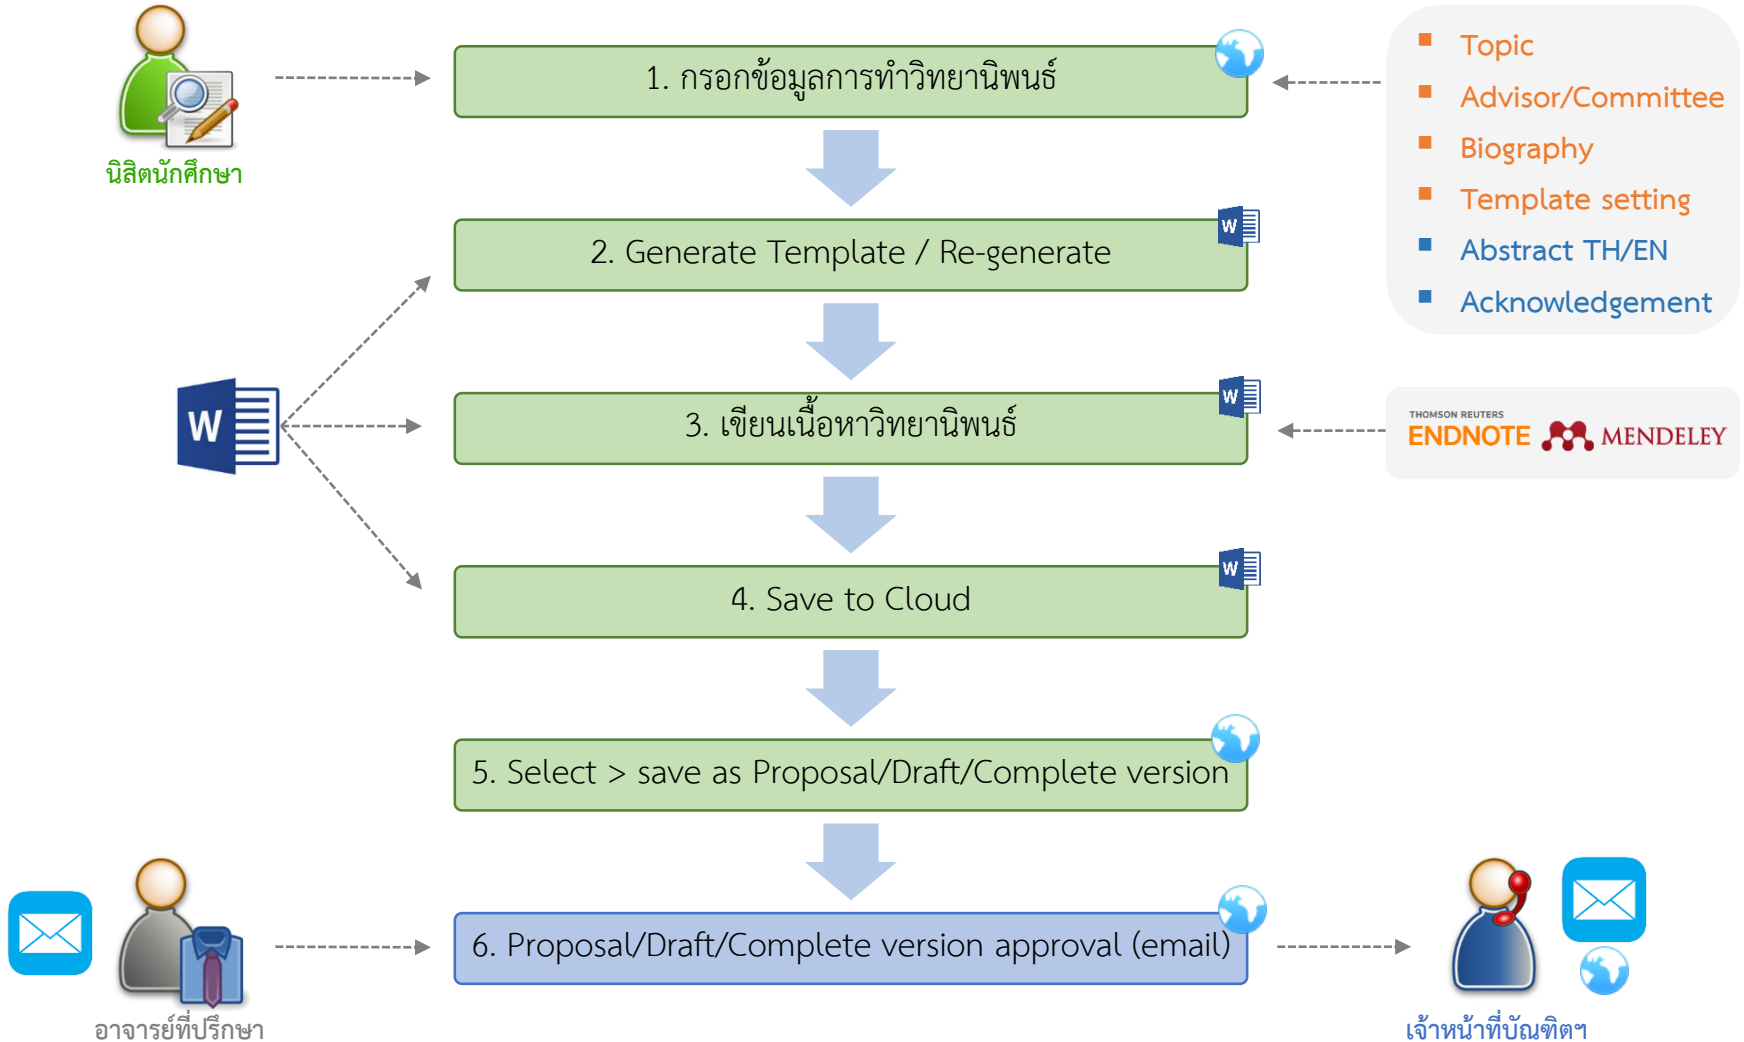 1. กรอกข้อมูลการทำวิทยานิพนธ์
นิสิตนักศึกษา
Topic
Advisor/Committee
Biography
Template setting
Abstract TH/EN
Acknowledgement
2. Generate Template / Re-generate
W
W
3. เขียนเนื้อหาวิทยานิพนธ์
W
THOMSON REUTERS
ENDNOTE MENDELEY
4. Save to Cloud
W
5. Select > save as Proposal/Draft/Complete version
6. Proposal/Draft/Complete version approval (email)
อาจารย์ที่ปรึกษา
เจ้าหน้าที่บัณฑิตฯ